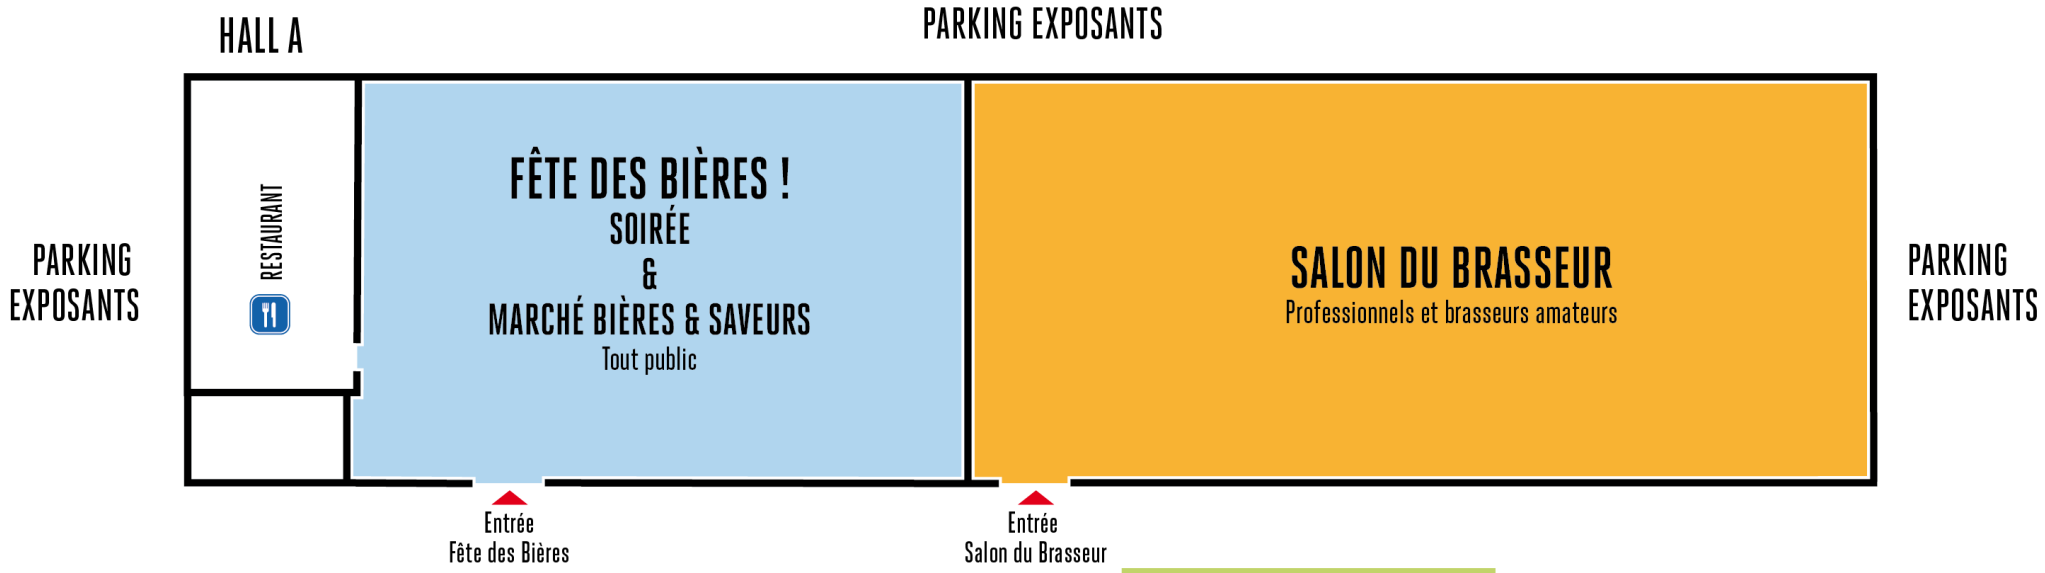 HALL A
PARKING EXPOSANTS
PARKING
EXPOSANTS
RESTAURANT
FÊTE DES BIÈRES !
SOIRÉE
&
MARCHÉ BIÈRES & SAVEURS
Tout public
SALON DU BRASSEUR
Professionnels et brasseurs amateurs
PARKING
EXPOSANTS
Entrée
Fête des Bières
Entrée
Salon du Brasseur